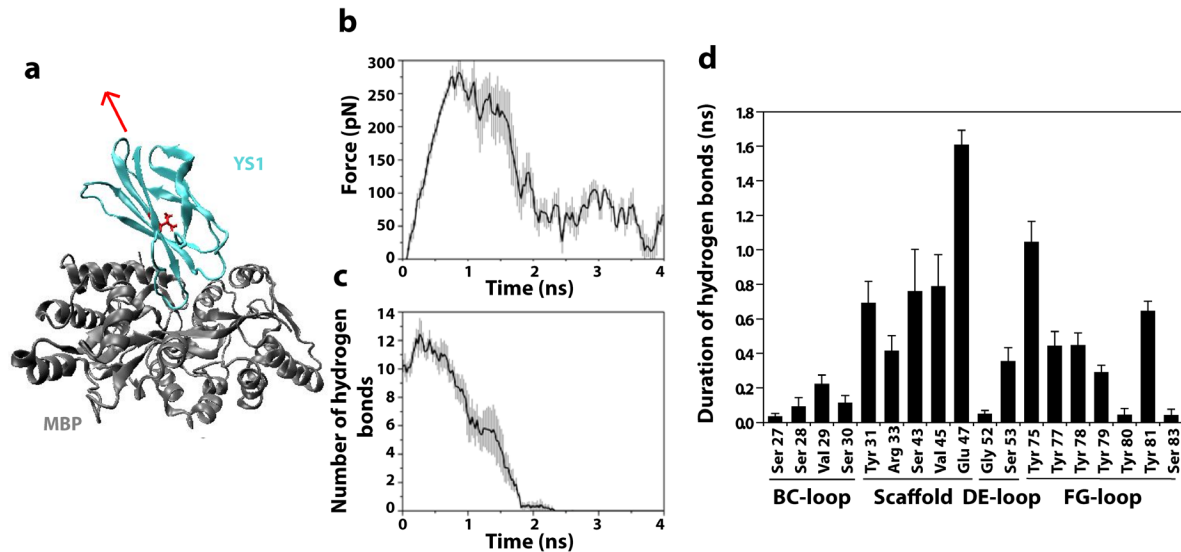 a
YS1
MBP
b
Force (pN)
300
250
200
150
100
50
0
0 1 2 3 4
Time (ns)
c
Number of hydrogen
bonds
14
12
10
8
6
4
2
0
0 1 2 3 4
Time (ns)
d
Duration of hydrogen bonds (ns)
1.8
1.6
1.4
1.2
1.0
0.8
0.6
0.4
0.2
0.0
Ser 27
Ser 28
Val 29
Ser 30
Tyr 31
Arg 33
Ser 43
Val 45
Glu 47
Gly 52
Ser 53
Tyr 75
Tyr 77
Tyr 78
Tyr 79
Tyr 80
Tyr 81
Ser 83
BC-loop Scaffold DE-loop FG-loop